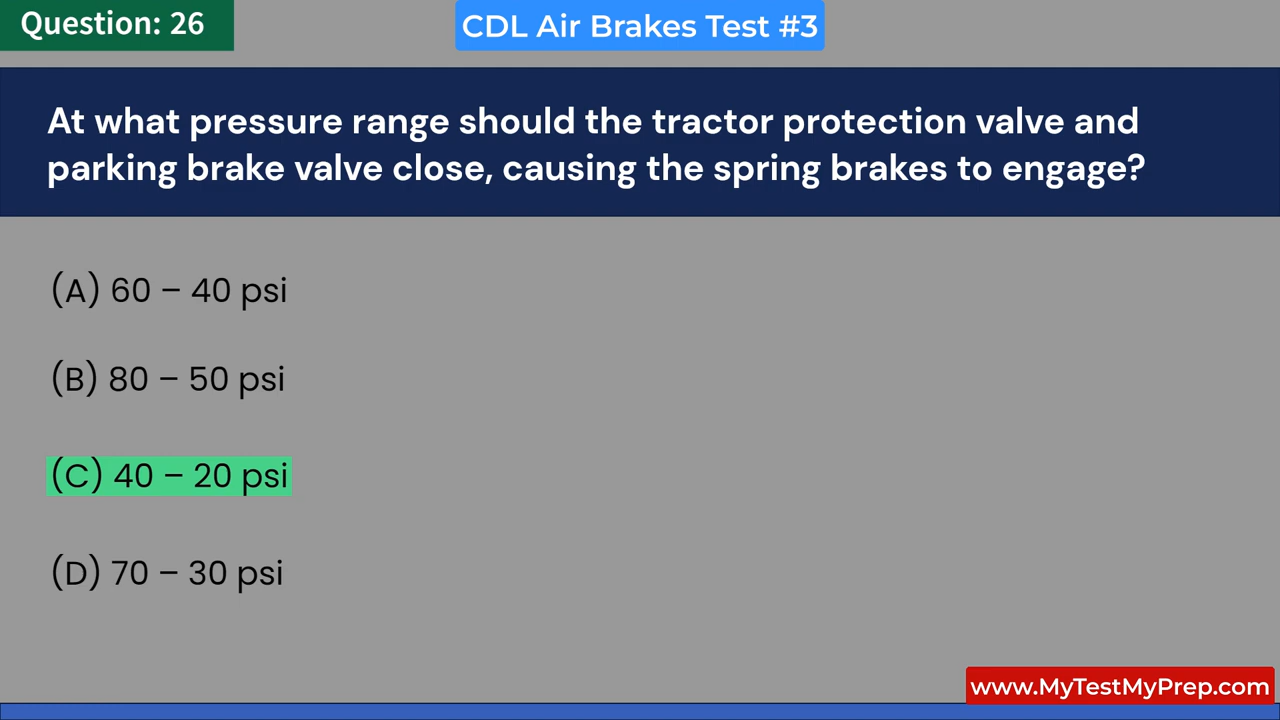 Question: 26
CDL Air Brakes Test #3
At what pressure range should the tractor protection valve and
parking brake valve close, causing the spring brakes to engage?
(A) 60 – 40 psi
(B) 80 – 50 psi
(C) 40 – 20 psi
(D) 70 – 30 psi
www.MyTestMyPrep.com